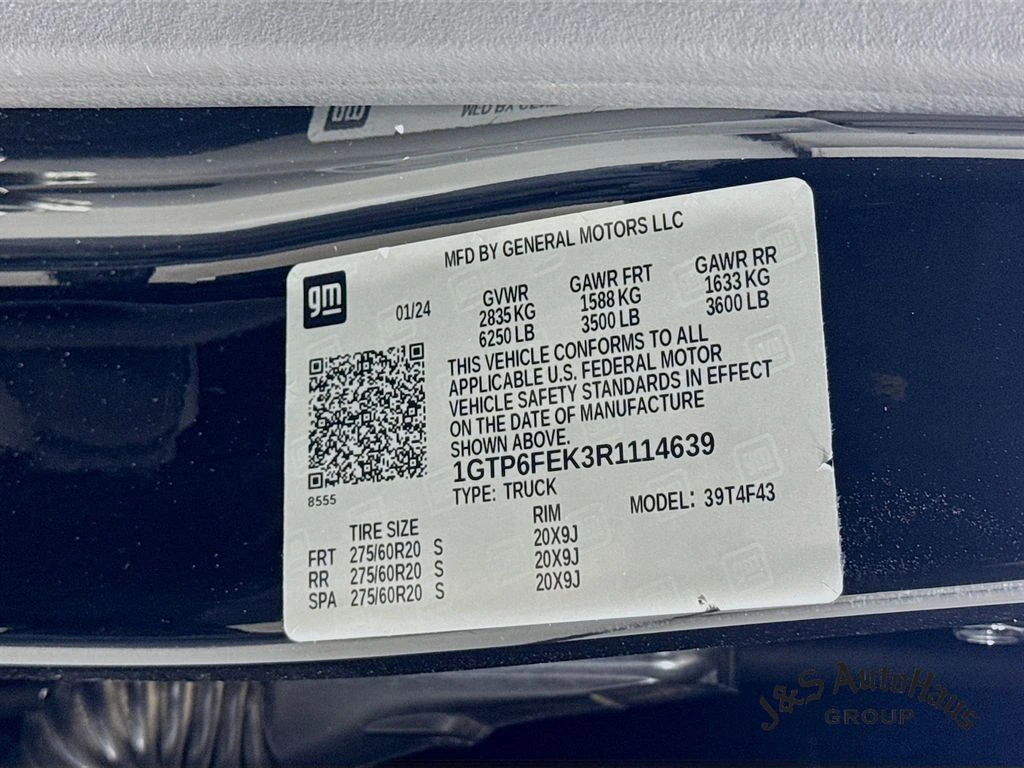 MFD BY GENERAL MOTORS LLC
gm
01/24
GVWR GAWR FRT GAWR RR
2835 KG 1588 KG 1633 KG
6250 LB 3500 LB 3600 LB
THIS VEHICLE CONFORMS TO ALL
APPLICABLE U.S. FEDERAL MOTOR
VEHICLE SAFETY STANDARDS IN EFFECT
ON THE DATE OF MANUFACTURE
SHOWN ABOVE.
1GTP6FEK3R1114639
TYPE: TRUCK MODEL: 39T4F43
8555
TIRE SIZE RIM
FRT 275/60R20 S 20X9J
RR 275/60R20 S 20X9J
SPA 275/60R20 S 20X9J
J&S AutoHaus
GROUP